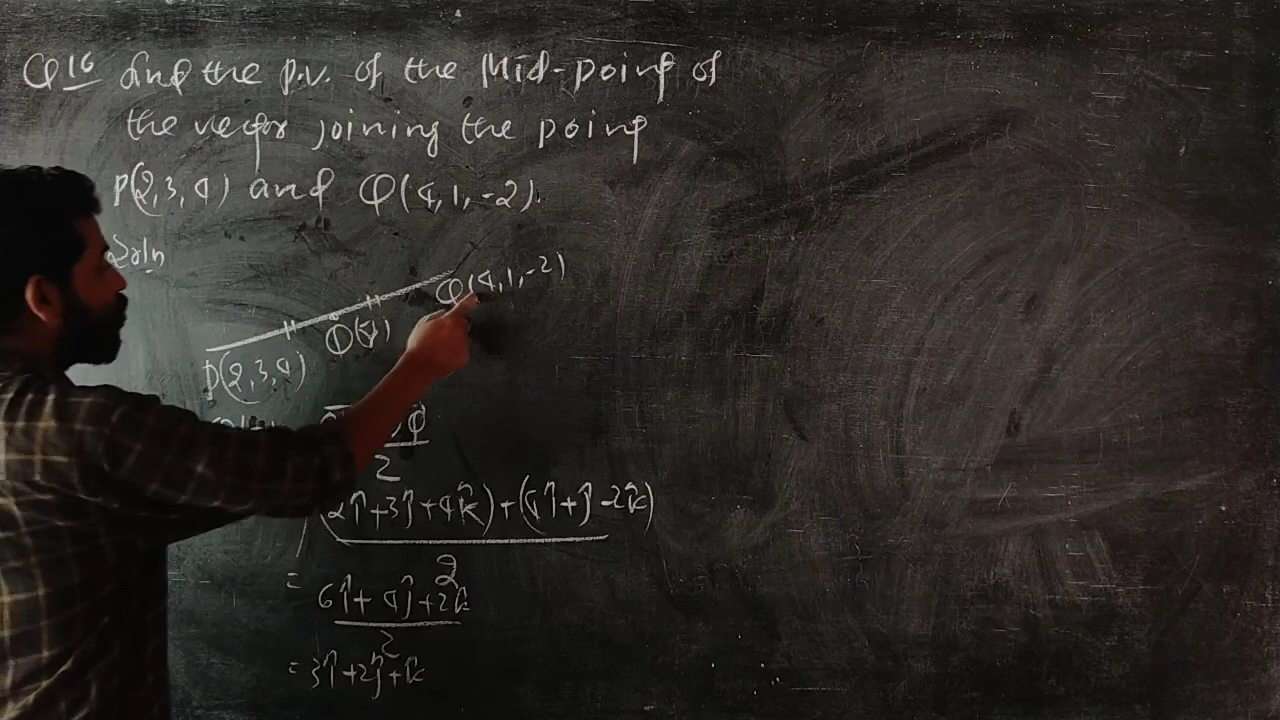 Q16 Find the P.V. of the Mid-point of
the vector joining the point
P(2,3,4) and Q(4,1,-2).
Soln
Q(4,1,-2)
P(2,3,4)
2
(2î+3ĵ+4k̂)+(4î+ĵ-2k̂)
2
= 6î+4ĵ+2k̂
2
= 3î+2ĵ+k̂